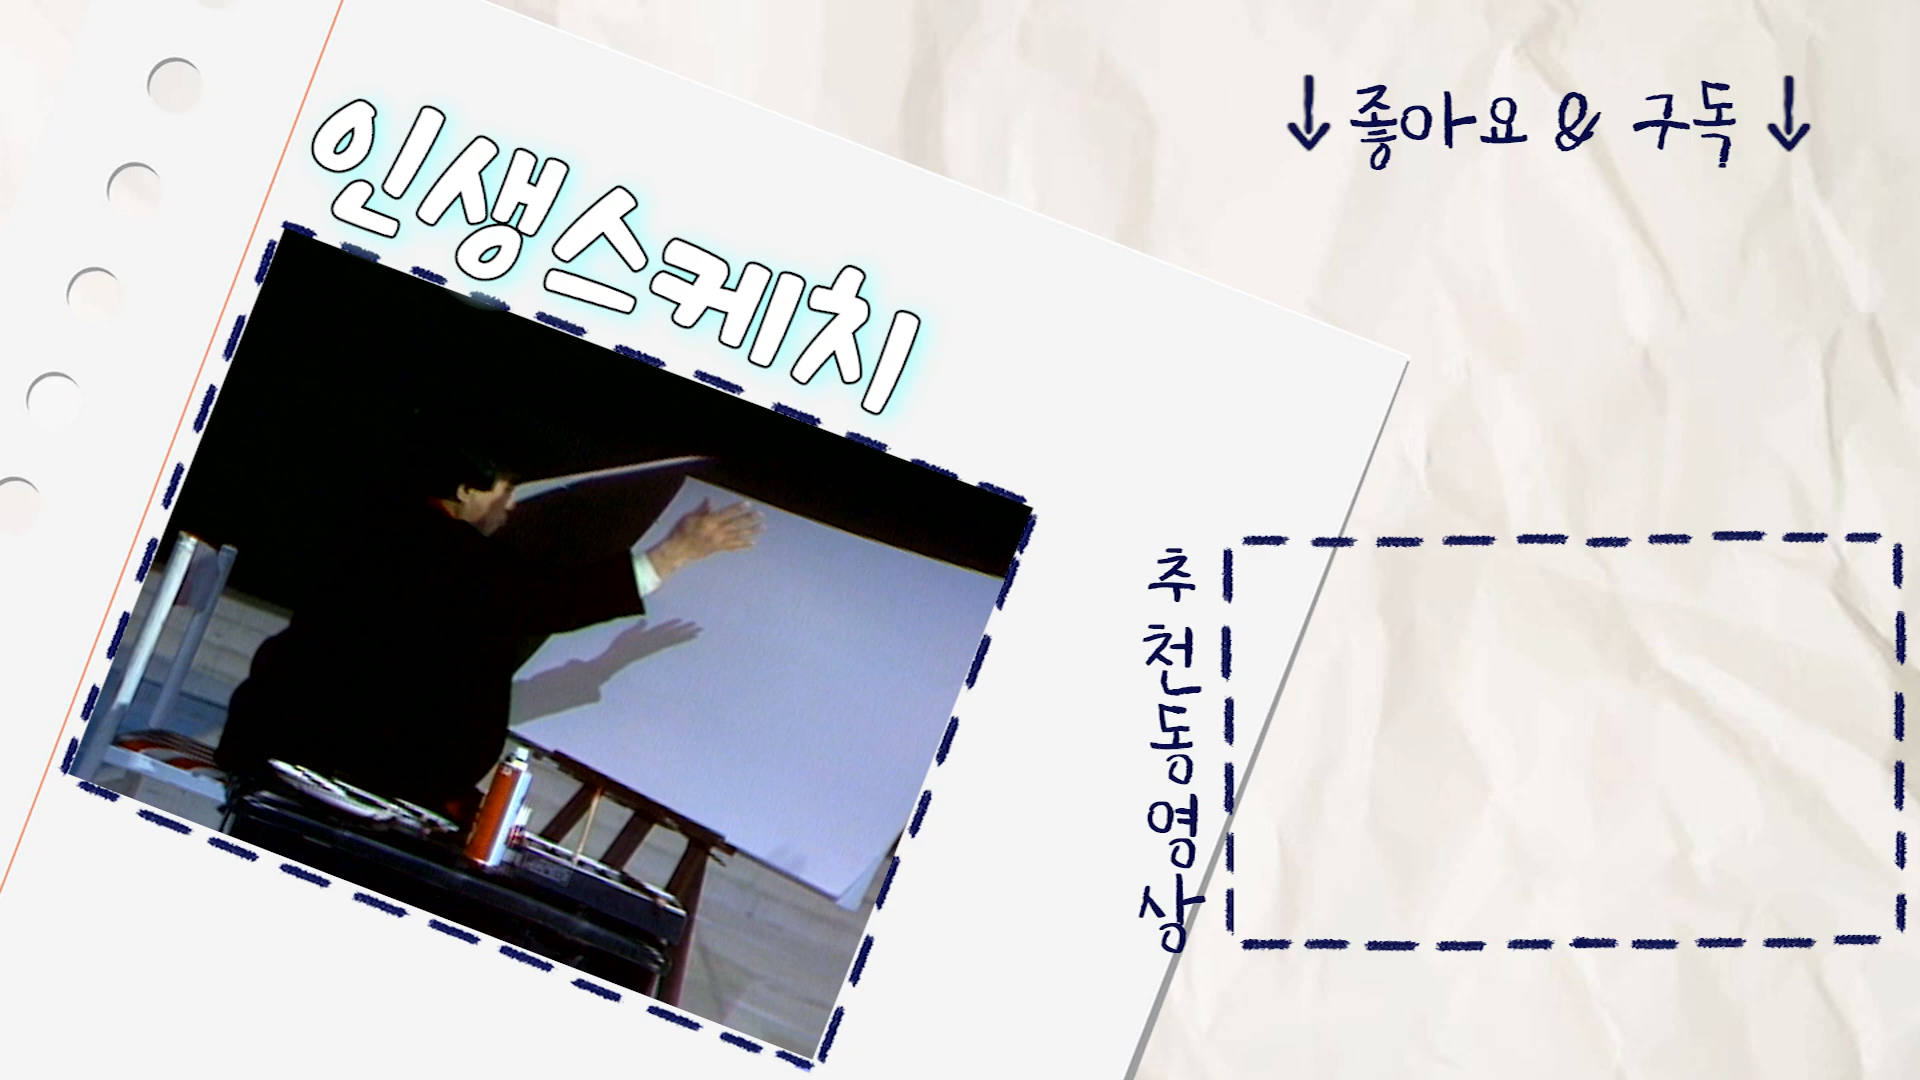 인생스케치
↓ 좋아요 & 구독 ↓
추천동영상